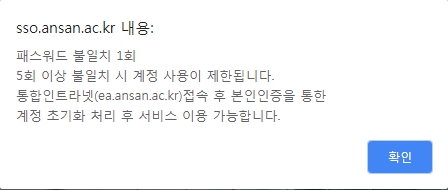 sso.ansan.ac.kr 내용:
패스워드 불일치 1회
5회 이상 불일치 시 계정 사용이 제한됩니다.
통합인트라넷(ea.ansan.ac.kr)접속 후 본인인증을 통한
계정 초기화 처리 후 서비스 이용 가능합니다.
확인